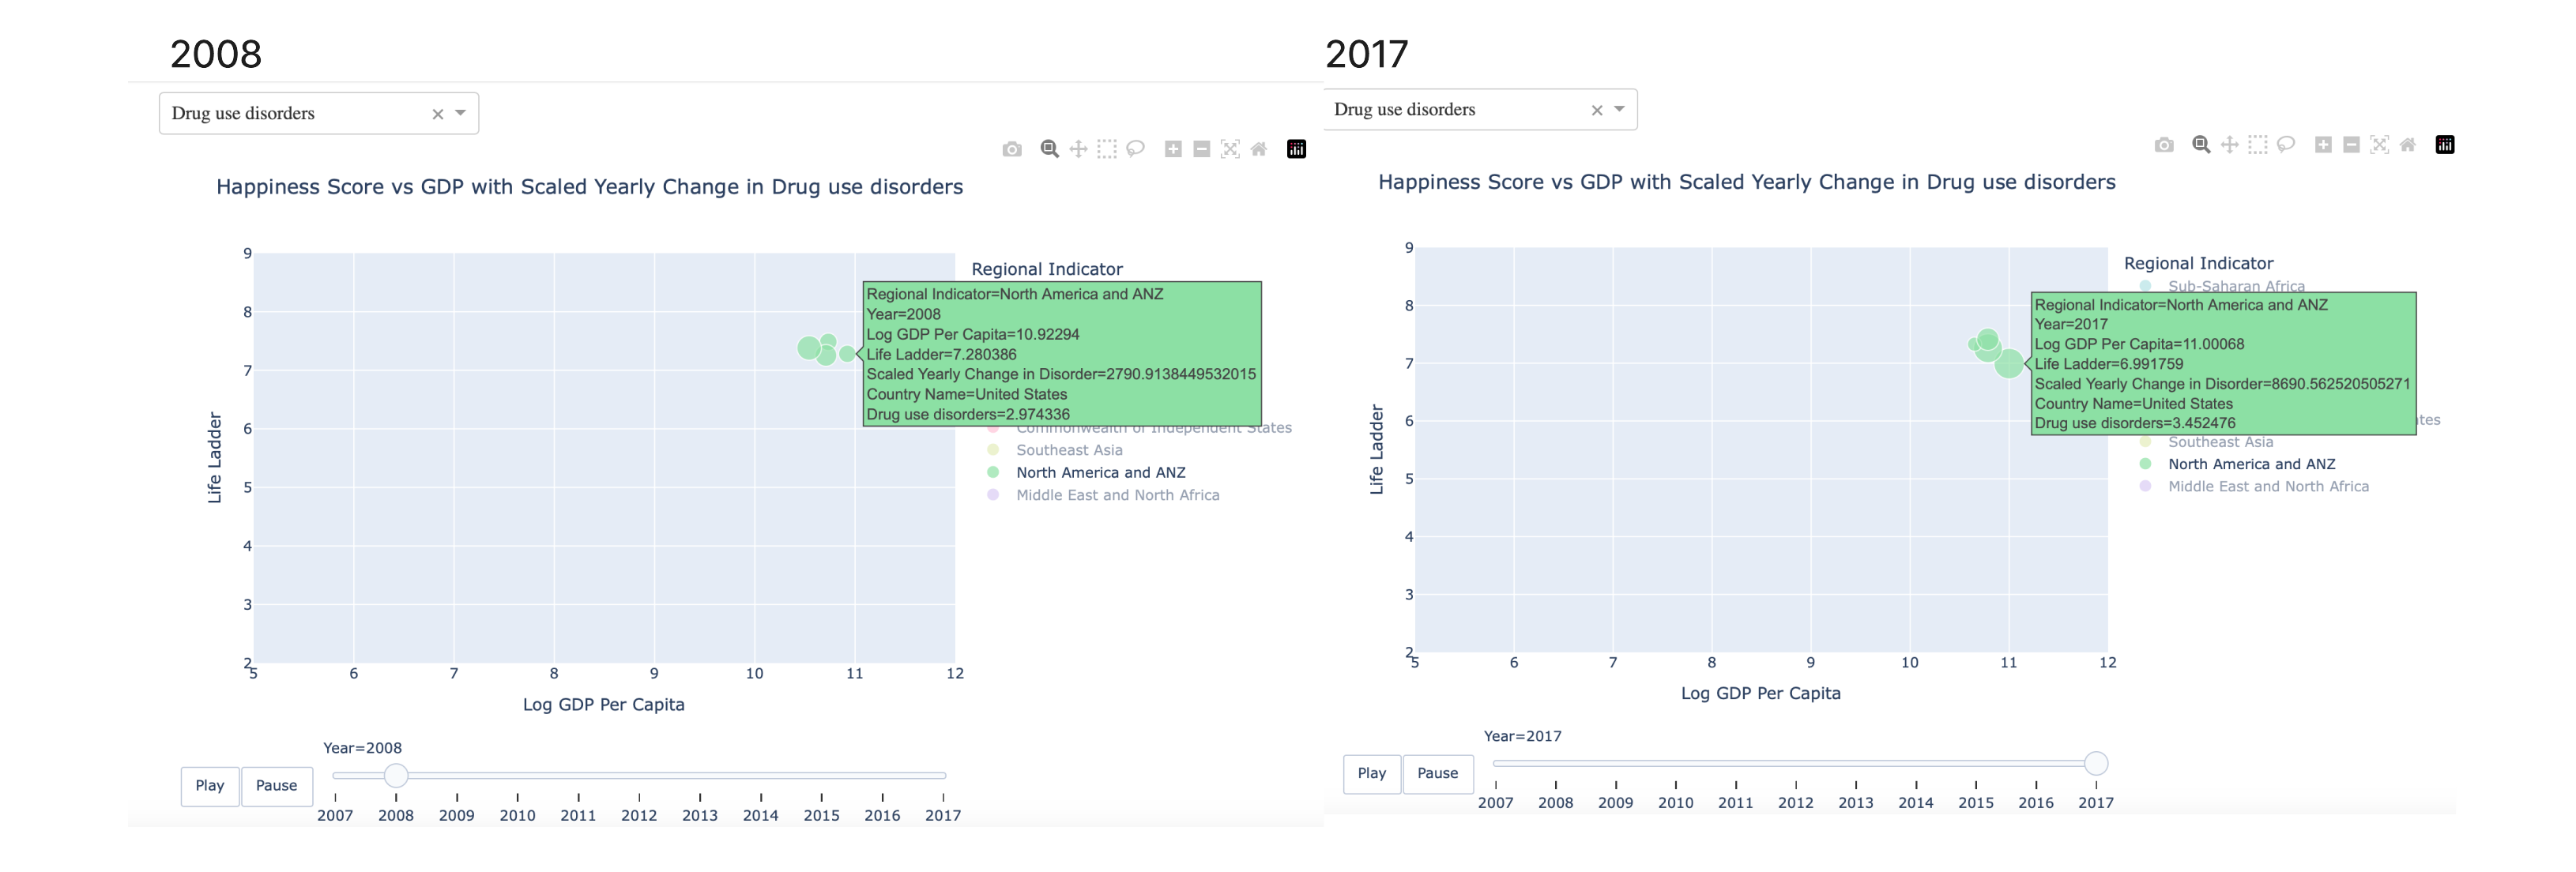 2008
Drug use disorders
Happiness Score vs GDP with Scaled Yearly Change in Drug use disorders
9
8
7
6
5
4
3
2
Life Ladder
5 6 7 8 9 10 11 12
Log GDP Per Capita
Regional Indicator
Regional Indicator=North America and ANZ
Year=2008
Log GDP Per Capita=10.92294
Life Ladder=7.280386
Scaled Yearly Change in Disorder=2790.9138449532015
Country Name=United States
Drug use disorders=2.974336
Commonwealth of Independent States
Southeast Asia
North America and ANZ
Middle East and North Africa
Year=2008
Play
Pause
2007 2008 2009 2010 2011 2012 2013 2014 2015 2016 2017
2017
Drug use disorders
Happiness Score vs GDP with Scaled Yearly Change in Drug use disorders
9
8
7
6
5
4
3
2
Life Ladder
5 6 7 8 9 10 11 12
Log GDP Per Capita
Regional Indicator
Sub-Saharan Africa
Regional Indicator=North America and ANZ
Year=2017
Log GDP Per Capita=11.00068
Life Ladder=6.991759
Scaled Yearly Change in Disorder=8690.562520505271
Country Name=United States
Drug use disorders=3.452476
tes
Southeast Asia
North America and ANZ
Middle East and North Africa
Year=2017
Play
Pause
2007 2008 2009 2010 2011 2012 2013 2014 2015 2016 2017